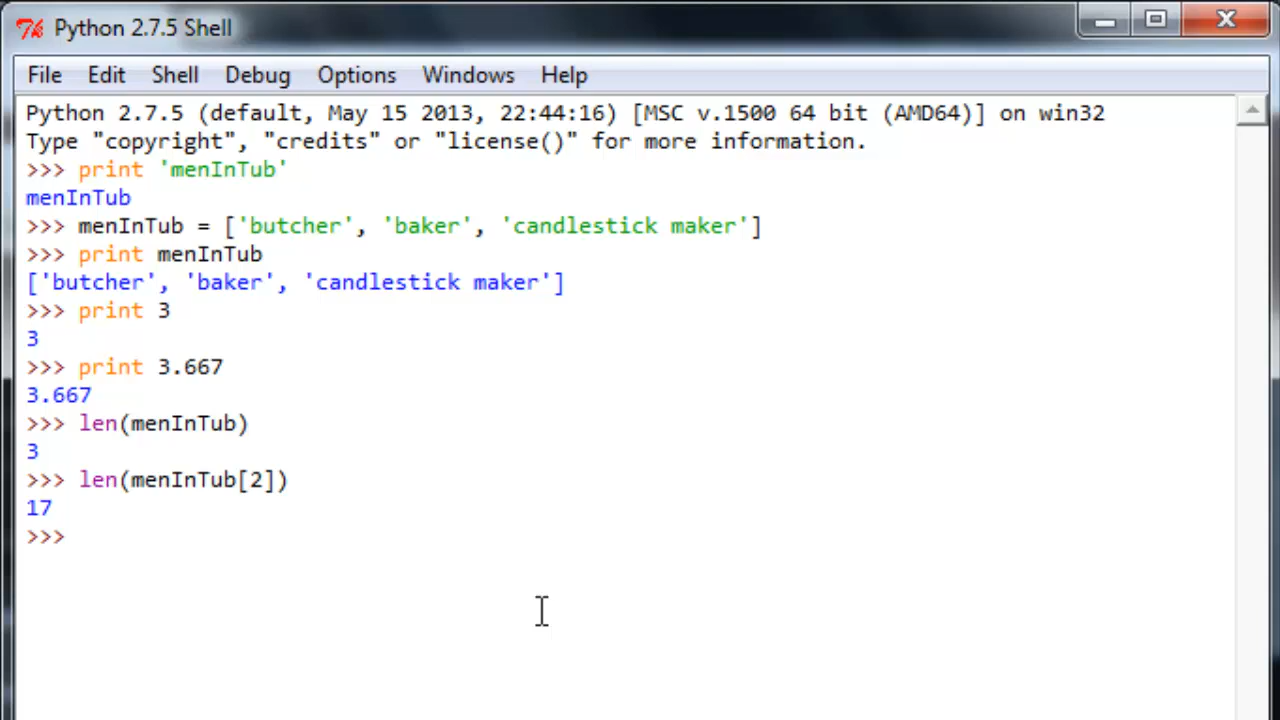 Python 2.7.5 Shell
File Edit Shell Debug Options Windows Help
Python 2.7.5 (default, May 15 2013, 22:44:16) [MSC v.1500 64 bit (AMD64)] on win32
Type "copyright", "credits" or "license()" for more information.
>>> print 'menInTub'
menInTub
>>> menInTub = ['butcher', 'baker', 'candlestick maker']
>>> print menInTub
['butcher', 'baker', 'candlestick maker']
>>> print 3
3
>>> print 3.667
3.667
>>> len(menInTub)
3
>>> len(menInTub[2])
17
>>>